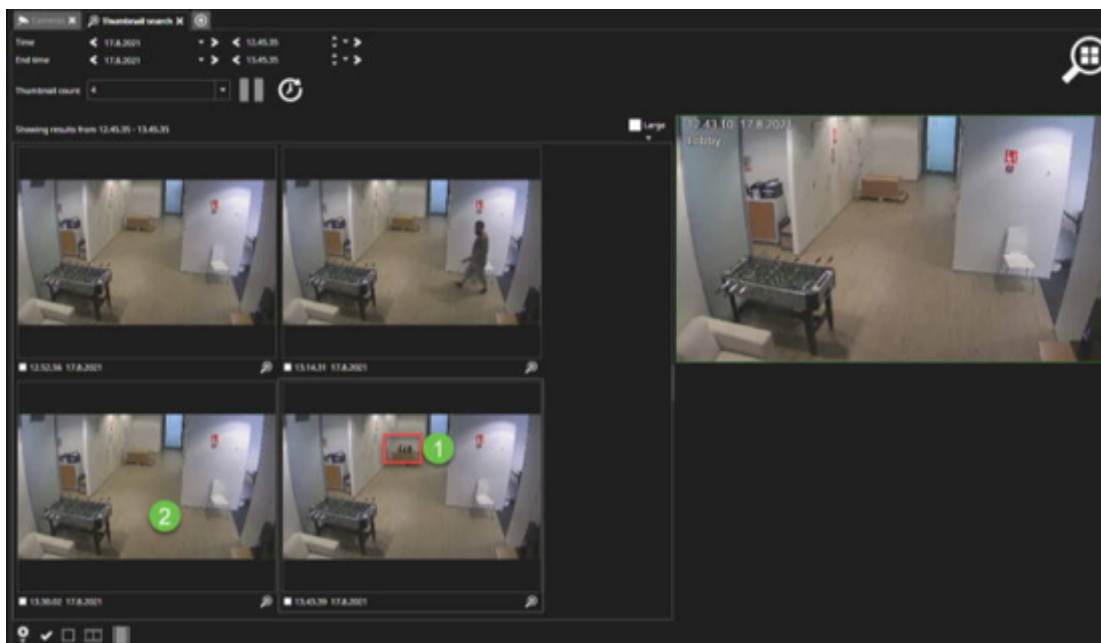 Cameras Thumbnail search
Time 17.8.2021 12.45.35
End time 17.8.2021 13.45.35
Thumbnail count 4
Showing results from 12.45.35 - 13.45.35
Large
12.43.10 17.8.2021
Lobby
12.52.56 17.8.2021
13.14.31 17.8.2021
1
2
13.30.02 17.8.2021
13.45.39 17.8.2021